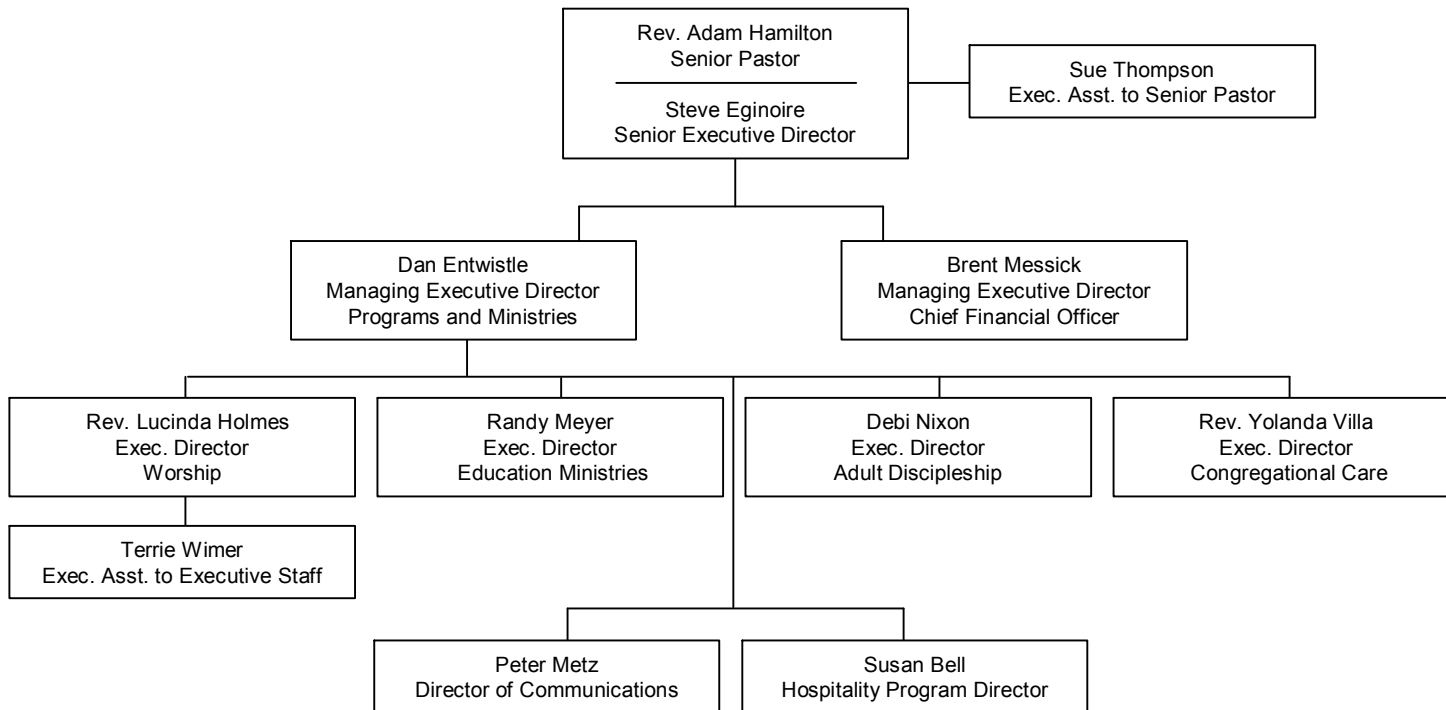 Rev. Adam Hamilton
Senior Pastor
Steve Eginoire
Senior Executive Director
Sue Thompson
Exec. Asst. to Senior Pastor
Dan Entwistle
Managing Executive Director
Programs and Ministries
Brent Messick
Managing Executive Director
Chief Financial Officer
Rev. Lucinda Holmes
Exec. Director
Worship
Randy Meyer
Exec. Director
Education Ministries
Debi Nixon
Exec. Director
Adult Discipleship
Rev. Yolanda Villa
Exec. Director
Congregational Care
Terrie Wimer
Exec. Asst. to Executive Staff
Peter Metz
Director of Communications
Susan Bell
Hospitality Program Director